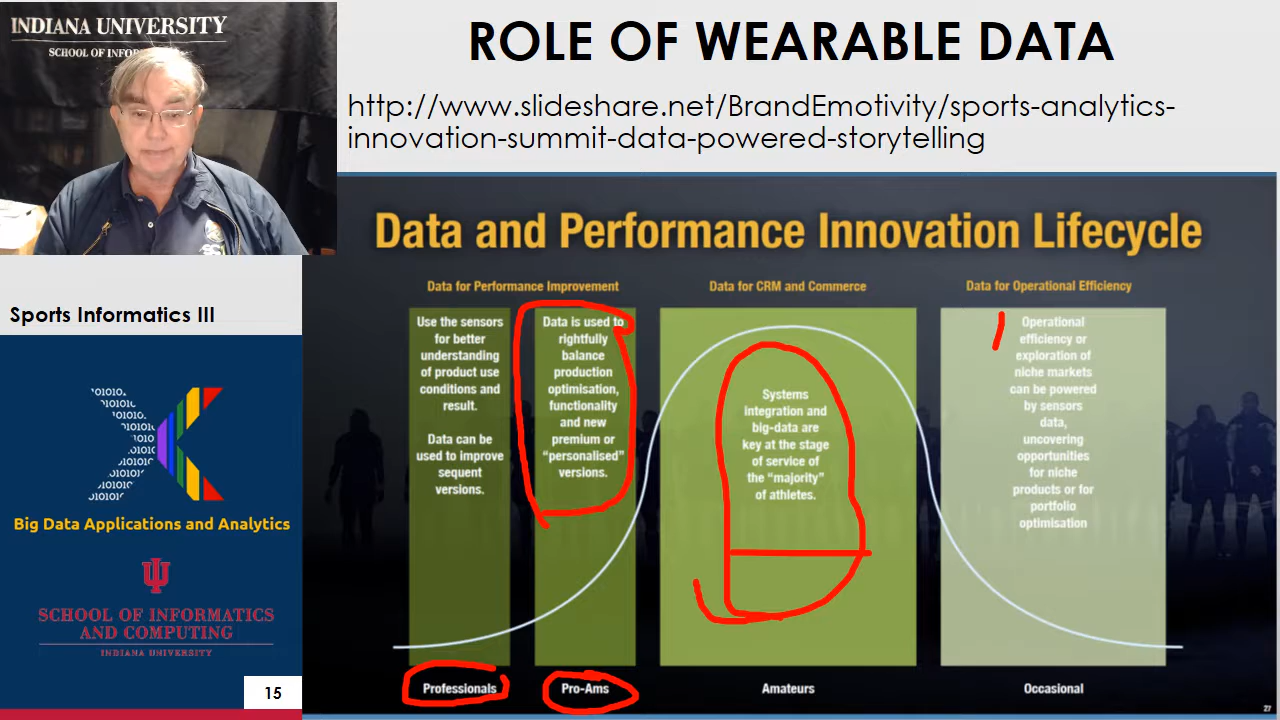 INDIANA UNIVERSITY
ROLE OF WEARABLE DATA
http://www.slideshare.net/BrandEmotivity/sports-analytics-
innovation-summit-data-powered-storytelling
Data and Performance Innovation Lifecycle
Data for Performance Improvement
Data for CRM and Commerce
Data for Operational Efficiency
Use the sensors
for better
understanding
of product use
conditions and
result.
Data can be
used to improve
sequent
versions.
Data is used to
rightfully
balance
production
optimisation,
functionality
and new
premium or
“personalised”
versions.
Systems
integration and
big-data are
key at the stage
of service of
the “majority”
of athletes.
Operational
efficiency or
exploration of
niche markets
can be powered
by sensors
data,
uncovering
opportunities
for niche
products or for
portfolio
optimisation
Professionals
Pro-Ams
Amateurs
Occasional
27
Sports Informatics III
Big Data Applications and Analytics
SCHOOL OF INFORMATICS
AND COMPUTING
INDIANA UNIVERSITY
15